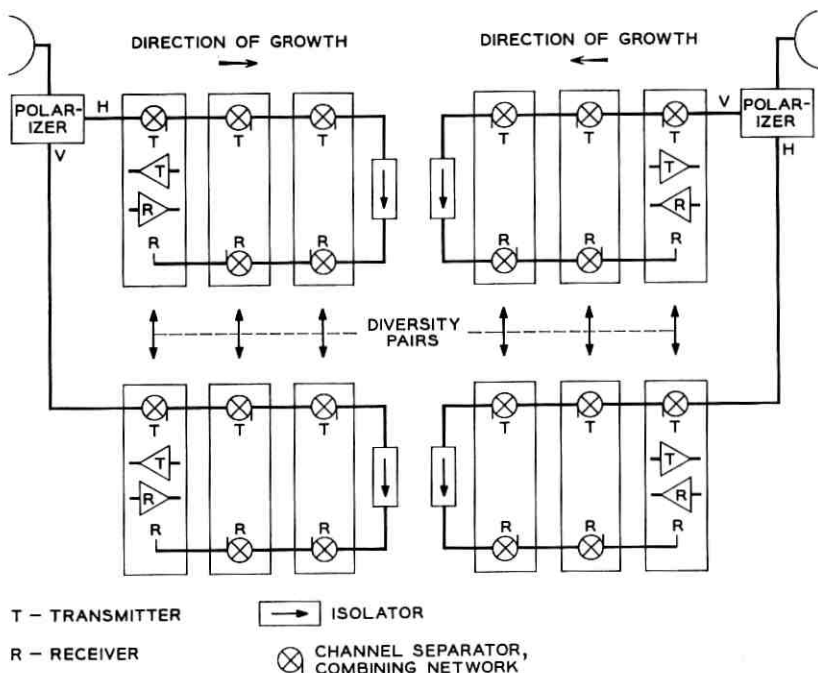 DIRECTION OF GROWTH
DIRECTION OF GROWTH
POLAR-
IZER
H
V
T
T
T
T
R
R
R
R
T
T
T
T
R
R
R
R
V
POLAR-
IZER
H
DIVERSITY
PAIRS
T
T
T
T
R
R
R
R
T
T
T
T
R
R
R
R
T – TRANSMITTER
ISOLATOR
R – RECEIVER
CHANNEL SEPARATOR,
COMBINING NETWORK